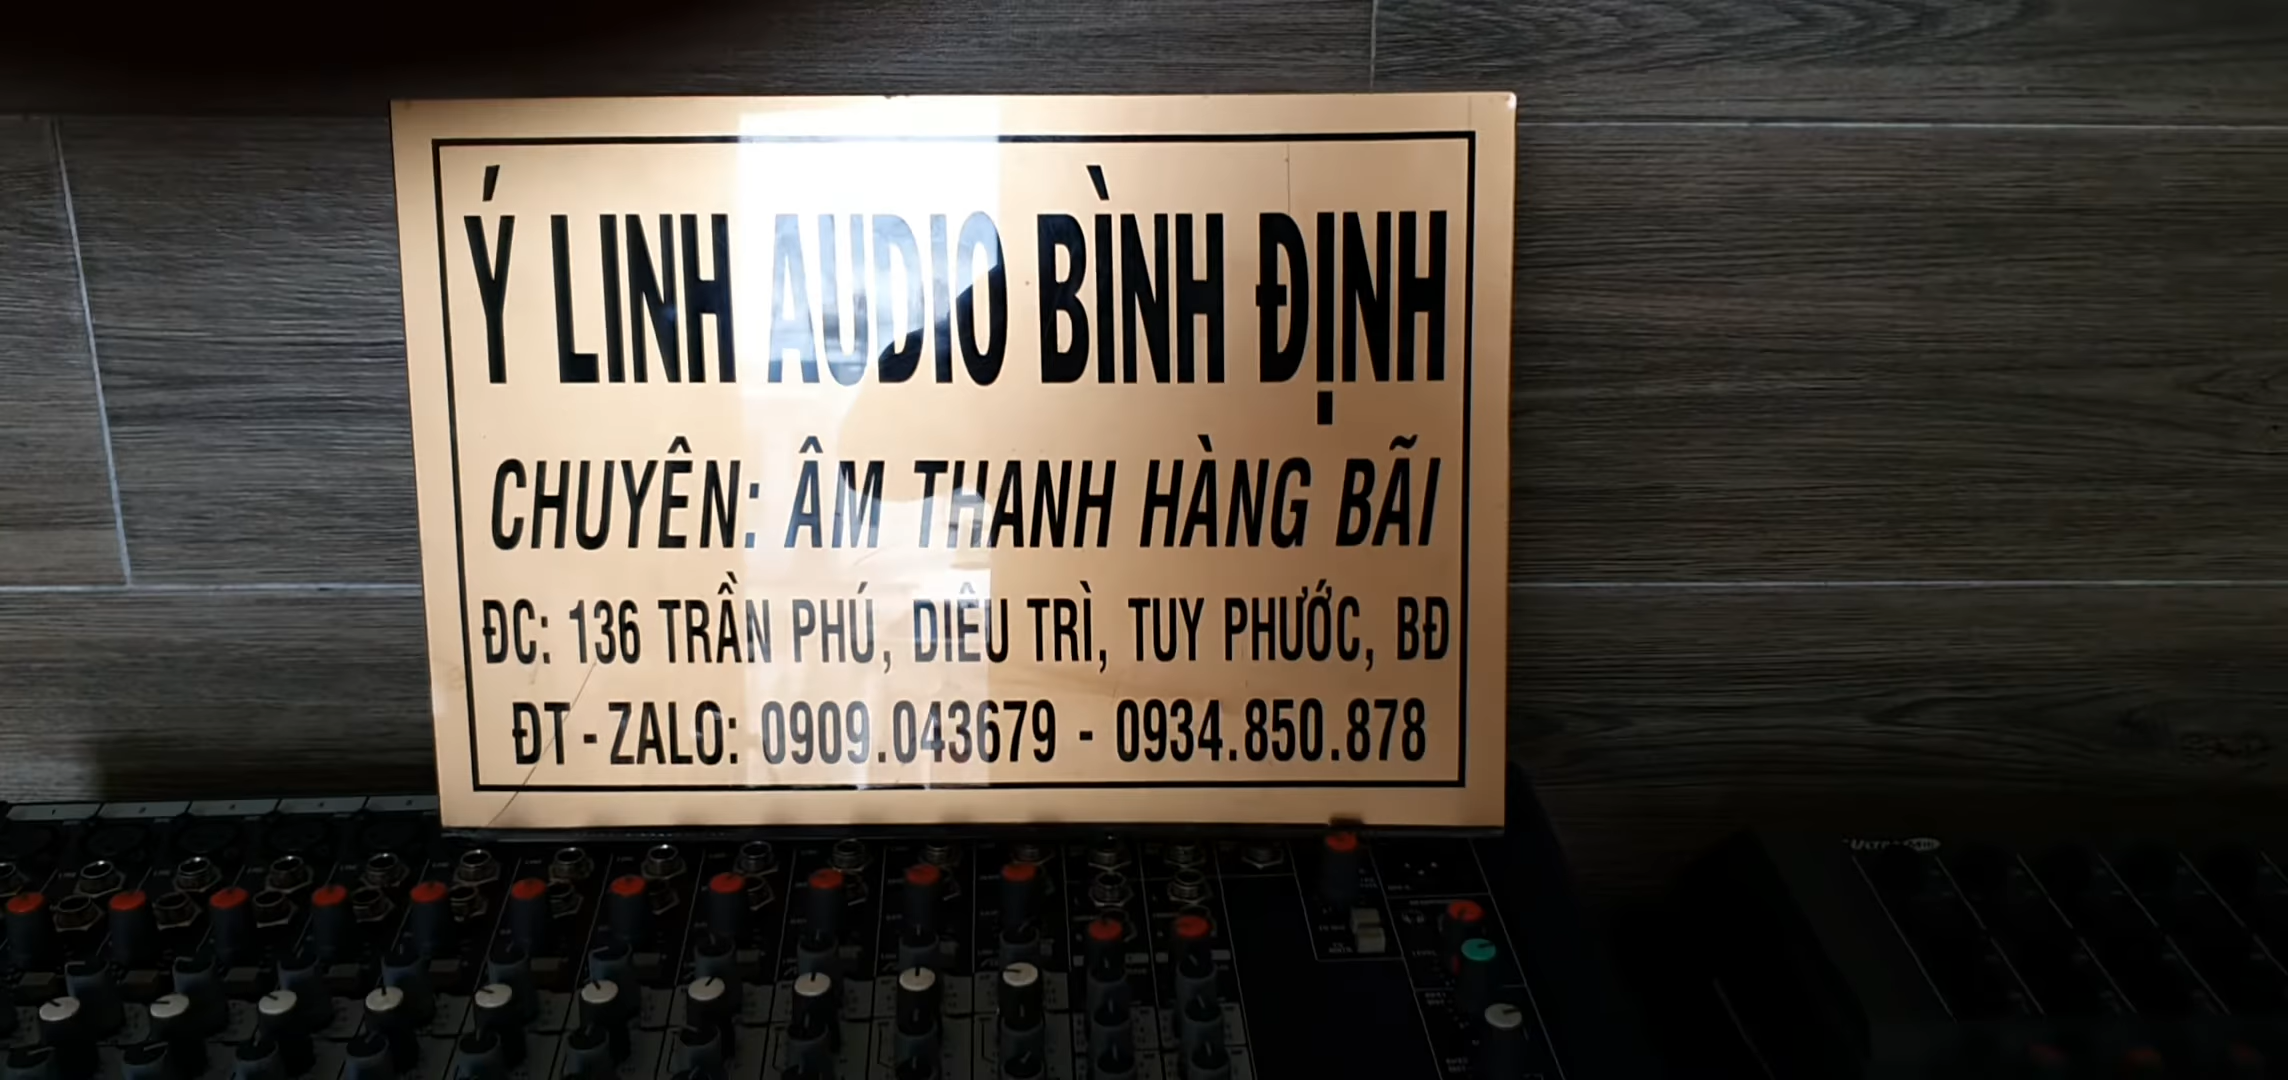 Ý LINH AUDIO BÌNH ĐỊNH
CHUYÊN: ÂM THANH HÀNG BÃI
ĐC: 136 TRẦN PHÚ, DIÊU TRÌ, TUY PHƯỚC, BĐ
ĐT - ZALO: 0909.043679 - 0934.850.878